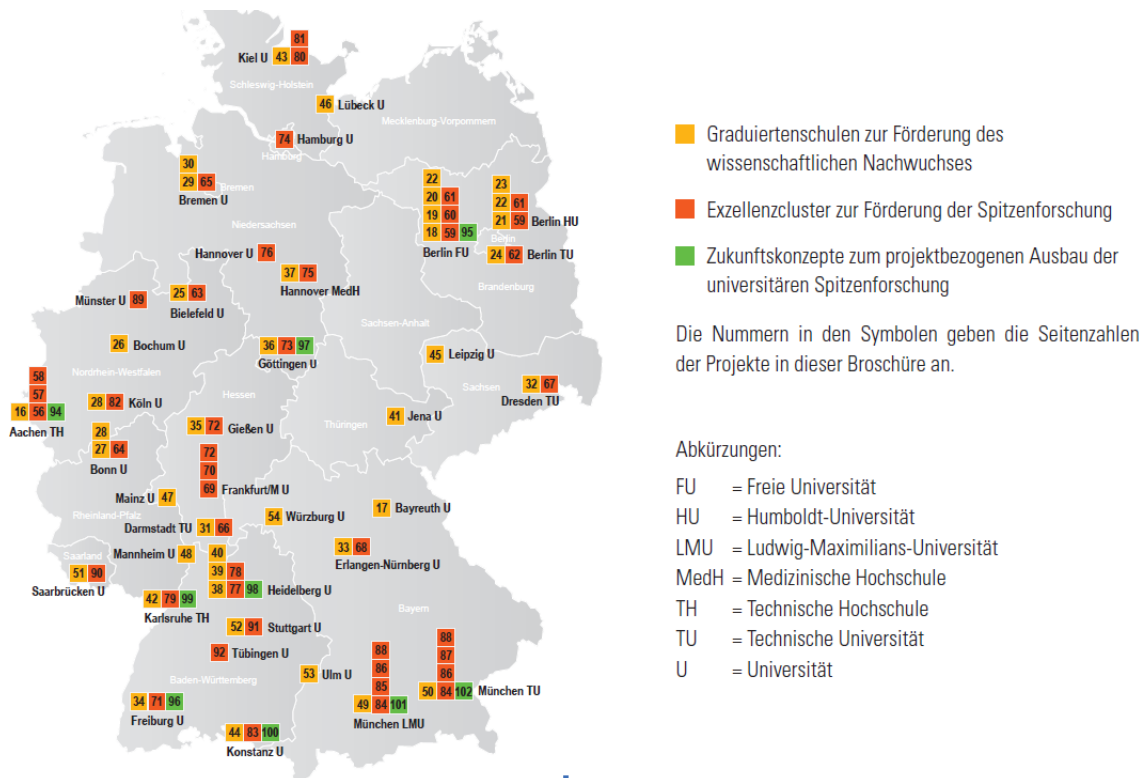 81
Kiel U 43 80
Schleswig-Holstein
46 Lübeck U
Mecklenburg-Vorpommern
74 Hamburg U
Hamburg
30
29 65
Bremen
Bremen U
22
20 61
19 60
18 59 95
Berlin FU
23
22 61
21 59 Berlin HU
Berlin
24 62 Berlin TU
Brandenburg
Niedersachsen
Hannover U 76
37 75
Hannover MedH
Münster U 89
25 63
Bielefeld U
Sachsen-Anhalt
26 Bochum U
36 73 97
Göttingen U
45 Leipzig U
Nordrhein-Westfalen
58
57
16 56 94
Aachen TH
28 82 Köln U
Hessen
Sachsen
32 67
Dresden TU
28
27 64
Bonn U
35 72 Gießen U
Thüringen
41 Jena U
72
70
69 Frankfurt/M U
Mainz U 47
Rheinland-Pfalz
54 Würzburg U
17 Bayreuth U
Darmstadt TU 31 66
Mannheim U 48
33 68
Erlangen-Nürnberg U
Saarland
51 90
Saarbrücken U
40
39 78
38 77 98 Heidelberg U
42 79 99
Karlsruhe TH
Bayern
52 91 Stuttgart U
92 Tübingen U
Baden-Württemberg
53 Ulm U
88
86
85
49 84 101
München LMU
88
87
86
50 84 102 München TU
34 71 96
Freiburg U
44 83 100
Konstanz U
Graduiertenschulen zur Förderung des
wissenschaftlichen Nachwuchses
Exzellenzcluster zur Förderung der Spitzenforschung
Zukunftskonzepte zum projektbezogenen Ausbau der
universitären Spitzenforschung
Die Nummern in den Symbolen geben die Seitenzahlen
der Projekte in dieser Broschüre an.
Abkürzungen:
FU = Freie Universität
HU = Humboldt-Universität
LMU = Ludwig-Maximilians-Universität
MedH = Medizinische Hochschule
TH = Technische Hochschule
TU = Technische Universität
U = Universität